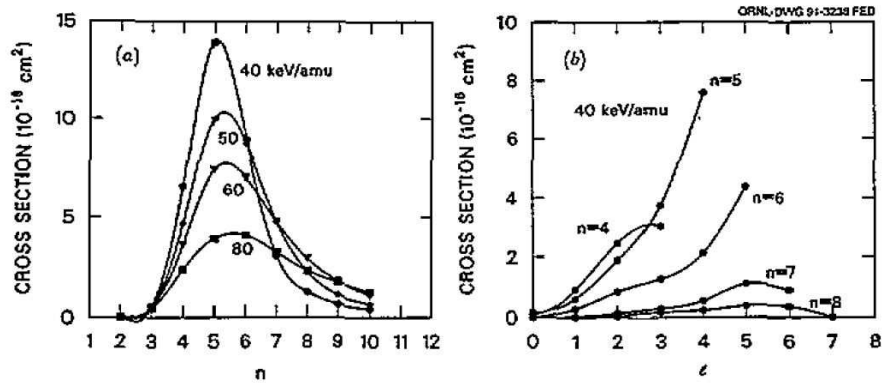 ORNL-DWG 91-3238 FED
(a)
40 keV/amu
50
60
80
CROSS SECTION (10⁻¹⁶ cm²)
15
10
5
0
1 2 3 4 5 6 7 8 9 10 11 12
n
(b)
40 keV/amu
n=5
n=6
n=4
n=7
n=8
CROSS SECTION (10⁻¹⁶ cm²)
10
8
6
4
2
0
0 1 2 3 4 5 6 7 8
ℓ